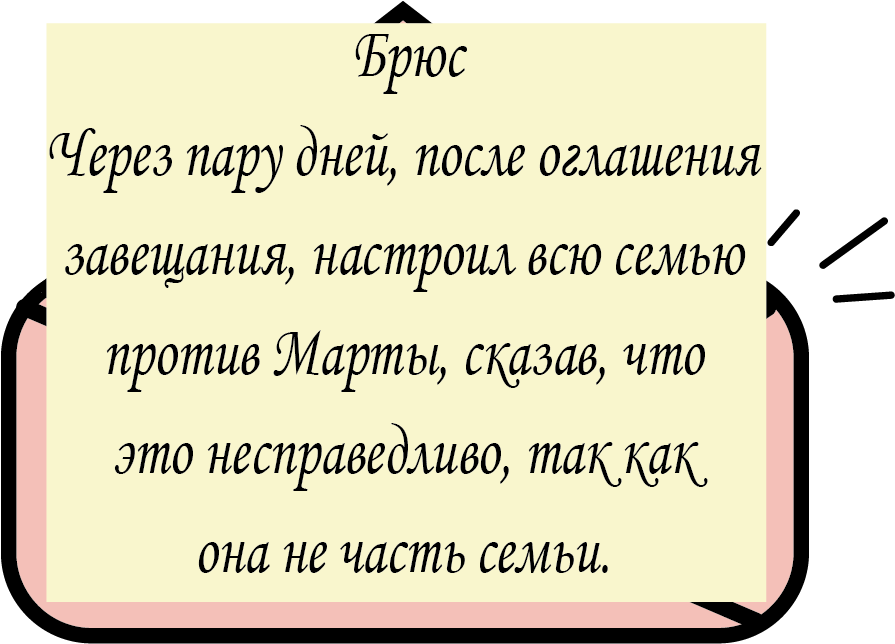 Брюс
Через пару дней, после оглашения
завещания, настроил всю семью
против Марты, сказав, что
это несправедливо, так как
она не часть семьи.